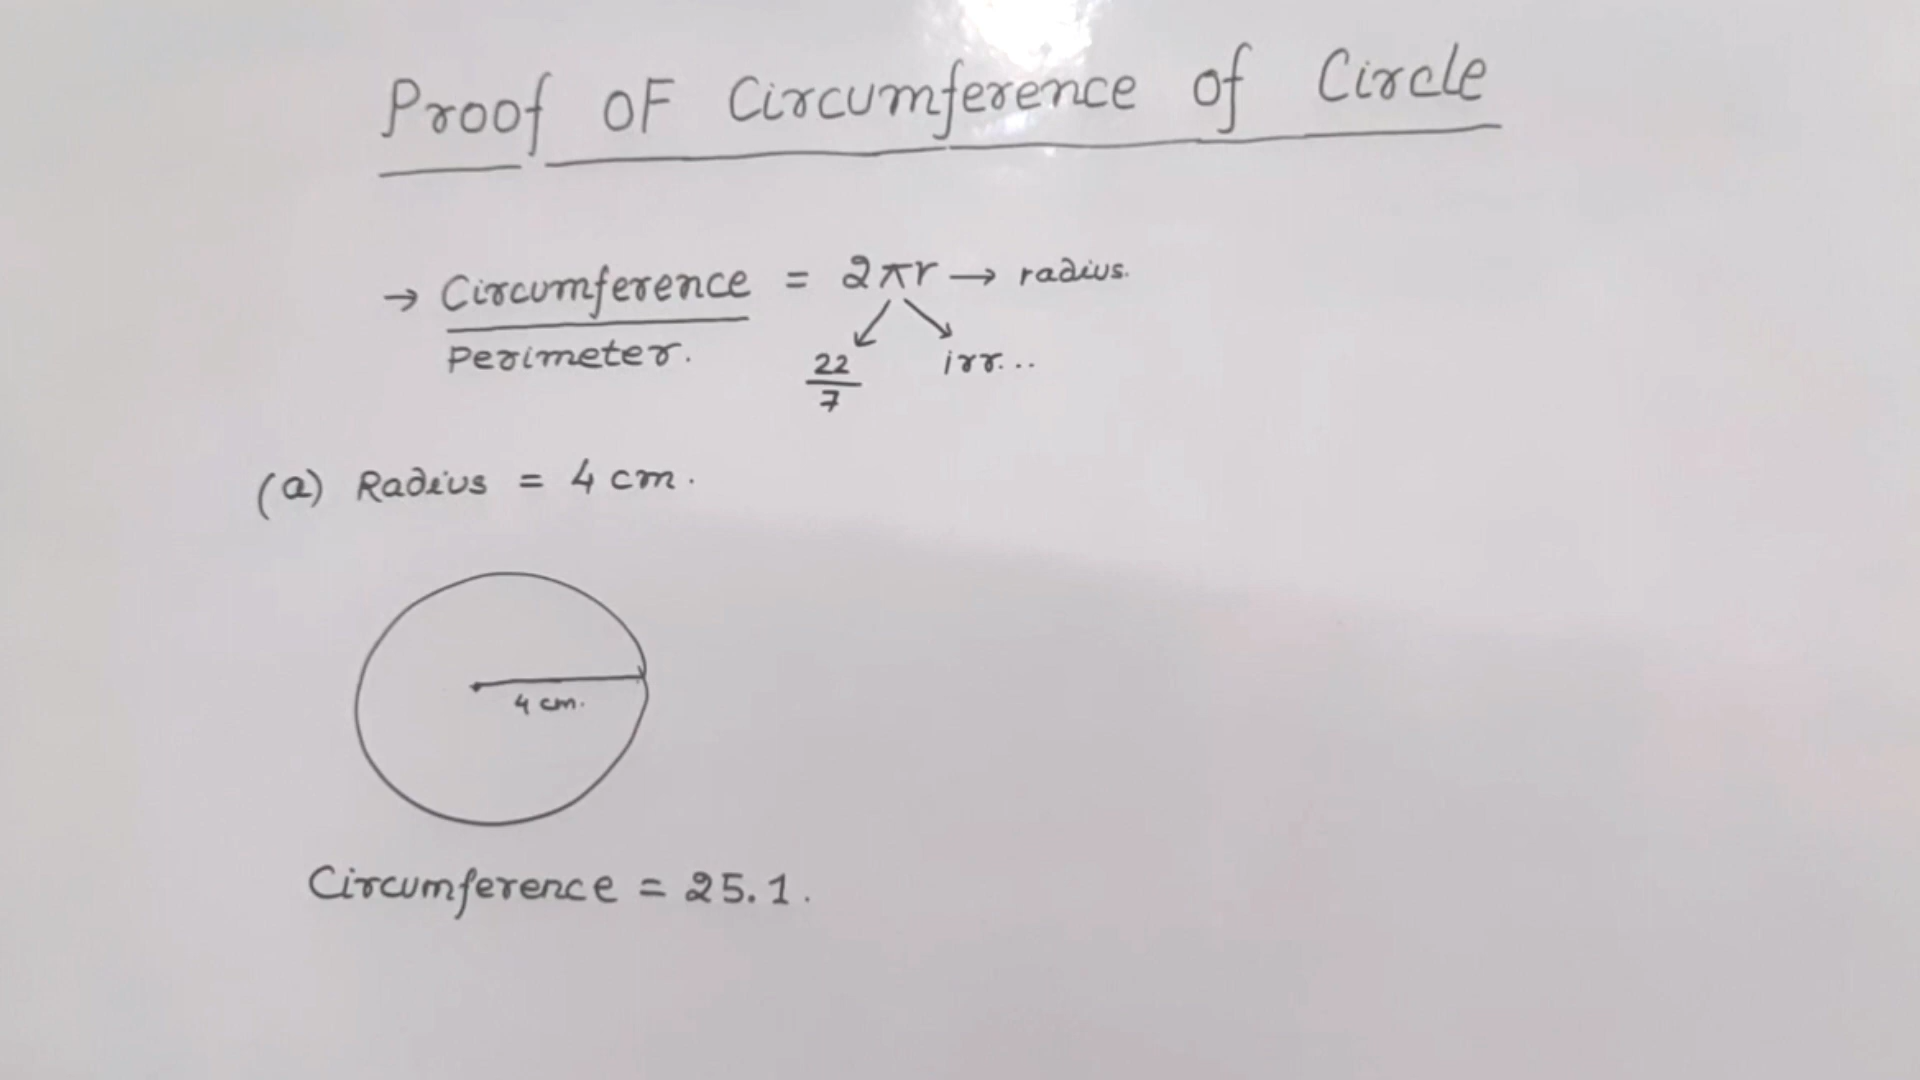 Proof OF Circumference of Circle
→ Circumference = 2πr → radius.
Perimeter.
22
7
irr...
(a) Radius = 4 cm.
4 cm.
Circumference = 25.1.